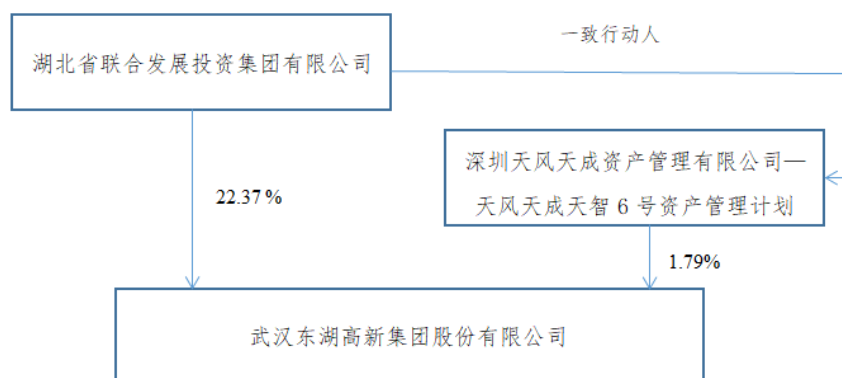 一致行动人
湖北省联合发展投资集团有限公司
深圳天风天成资产管理有限公司—
天风天成天智 6 号资产管理计划
22.37 %
1.79%
武汉东湖高新集团股份有限公司